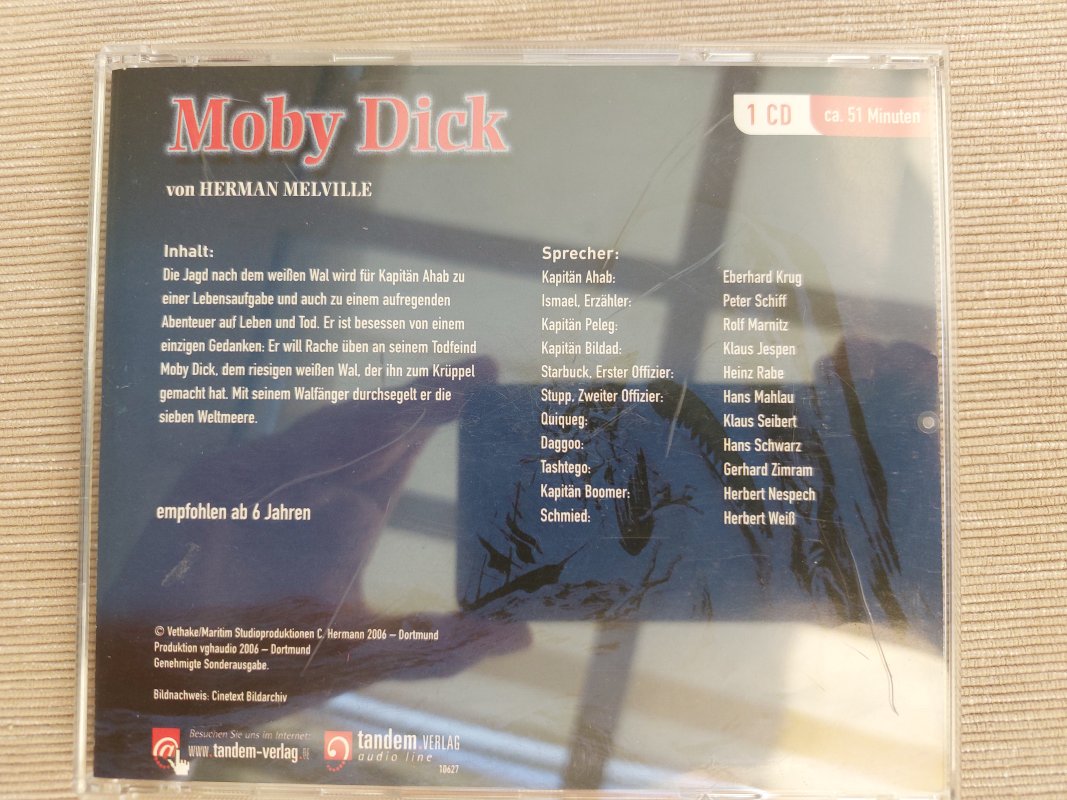 Moby Dick
1 CD
ca. 51 Minuten
von HERMAN MELVILLE
Inhalt:
Die Jagd nach dem weißen Wal wird für Kapitän Ahab zu
einer Lebensaufgabe und auch zu einem aufregenden
Abenteuer auf Leben und Tod. Er ist besessen von einem
einzigen Gedanken: Er will Rache üben an seinem Todfeind
Moby Dick, dem riesigen weißen Wal, der ihn zum Krüppel
gemacht hat. Mit seinem Walfänger durchsegelt er die
sieben Weltmeere.
empfohlen ab 6 Jahren
Sprecher:
Kapitän Ahab: Eberhard Krug
Ismael, Erzähler: Peter Schiff
Kapitän Peleg: Rolf Marnitz
Kapitän Bildad: Klaus Jespen
Starbuck, Erster Offizier: Heinz Rabe
Stupp, Zweiter Offizier: Hans Mahlau
Quiqueg: Klaus Seibert
Daggoo: Hans Schwarz
Tashtego: Gerhard Zimram
Kapitän Boomer: Herbert Nespech
Schmied: Herbert Weiß
© Vethake/Maritim Studioproduktionen C. Hermann 2006 – Dortmund
Produktion vghaudio 2006 – Dortmund
Genehmigte Sonderausgabe.
Bildnachweis: Cinetext Bildarchiv
Besuchen Sie uns im Internet:
www.tandem-verlag.DE
tandem VERLAG
audio line
10627